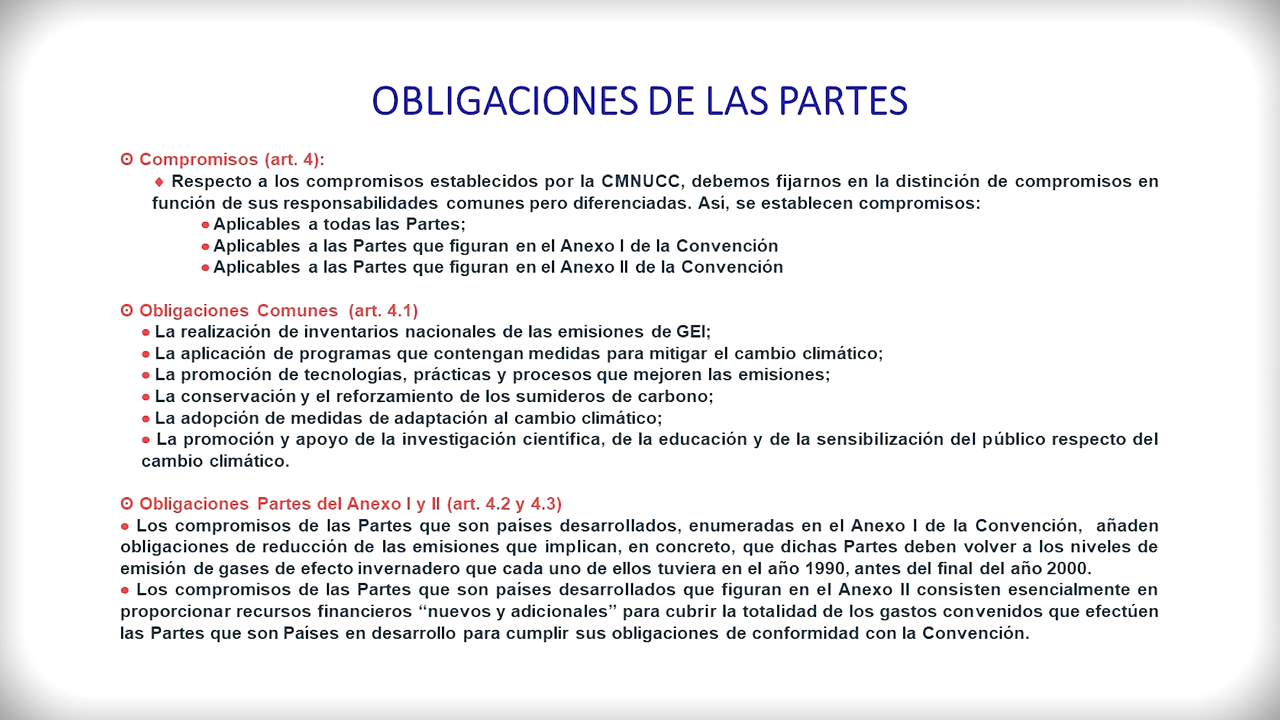 OBLIGACIONES DE LAS PARTES
⊙ Compromisos (art. 4):
♦ Respecto a los compromisos establecidos por la CMNUCC, debemos fijarnos en la distinción de compromisos en
función de sus responsabilidades comunes pero diferenciadas. Así, se establecen compromisos:
• Aplicables a todas las Partes;
• Aplicables a las Partes que figuran en el Anexo I de la Convención
• Aplicables a las Partes que figuran en el Anexo II de la Convención
⊙ Obligaciones Comunes (art. 4.1)
• La realización de inventarios nacionales de las emisiones de GEI;
• La aplicación de programas que contengan medidas para mitigar el cambio climático;
• La promoción de tecnologías, prácticas y procesos que mejoren las emisiones;
• La conservación y el reforzamiento de los sumideros de carbono;
• La adopción de medidas de adaptación al cambio climático;
• La promoción y apoyo de la investigación científica, de la educación y de la sensibilización del público respecto del
cambio climático.
⊙ Obligaciones Partes del Anexo I y II (art. 4.2 y 4.3)
• Los compromisos de las Partes que son países desarrollados, enumeradas en el Anexo I de la Convención, añaden
obligaciones de reducción de las emisiones que implican, en concreto, que dichas Partes deben volver a los niveles de
emisión de gases de efecto invernadero que cada uno de ellos tuviera en el año 1990, antes del final del año 2000.
• Los compromisos de las Partes que son países desarrollados que figuran en el Anexo II consisten esencialmente en
proporcionar recursos financieros “nuevos y adicionales” para cubrir la totalidad de los gastos convenidos que efectúen
las Partes que son Países en desarrollo para cumplir sus obligaciones de conformidad con la Convención.